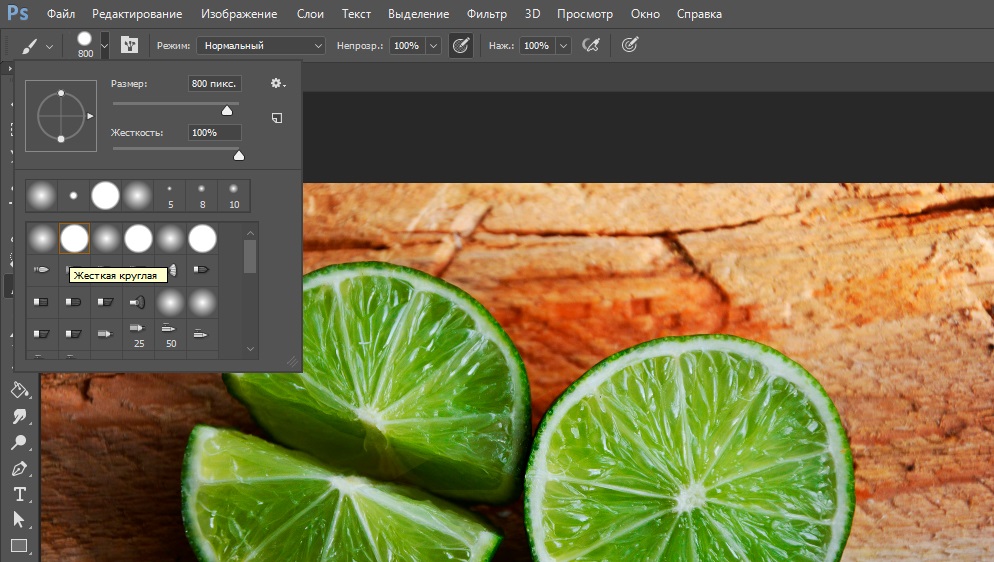 Ps Файл Редактирование Изображение Слои Текст Выделение Фильтр 3D Просмотр Окно Справка
800 Режим: Нормальный Непрозр.: 100% Наж.: 100%
Размер: 800 пикс.
Жесткость: 100%
5 8 10
Жесткая круглая
25 50
T